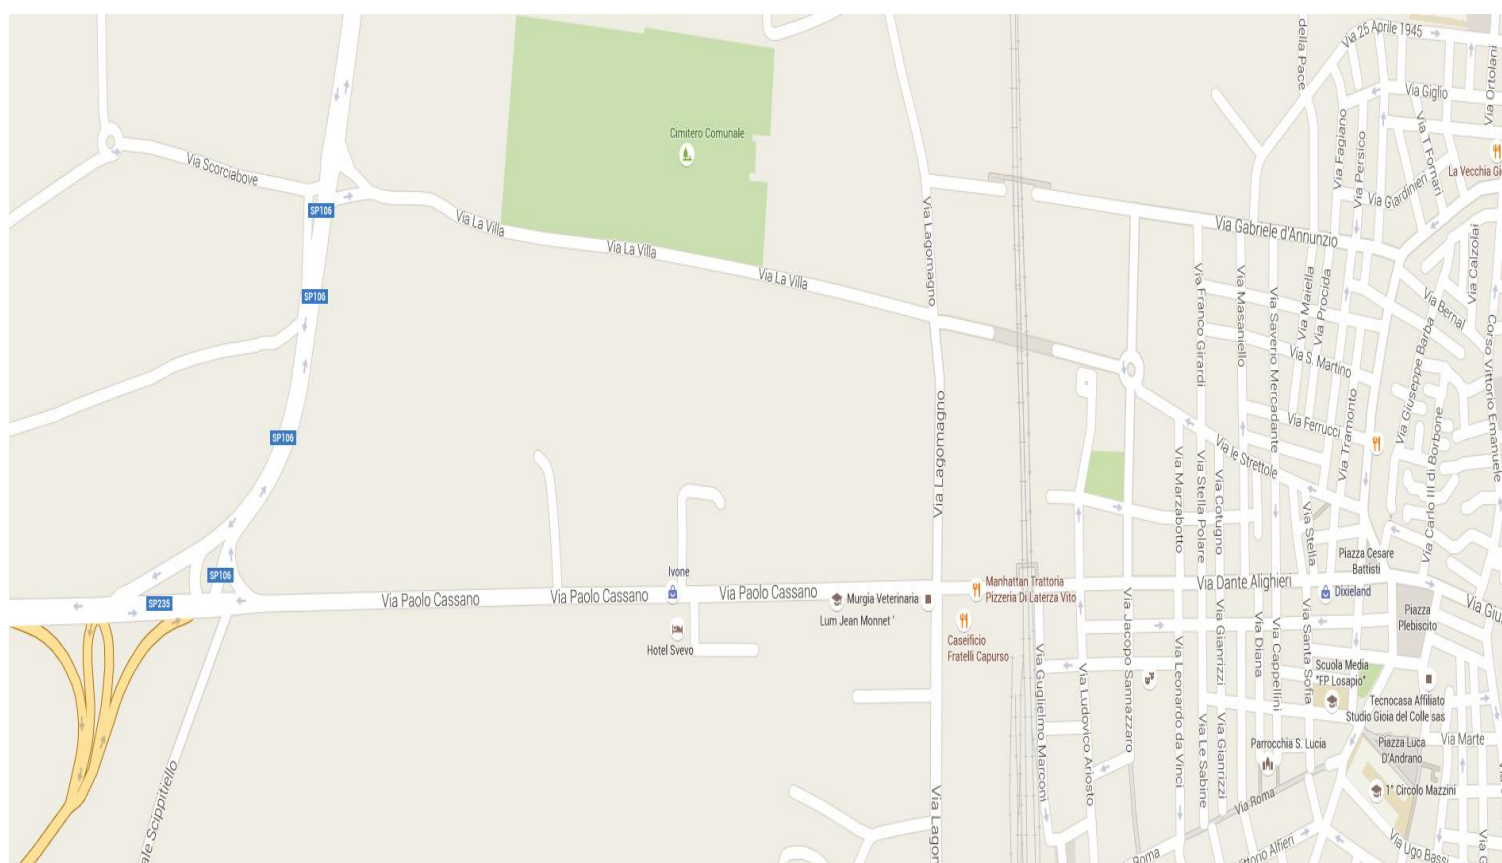 Via 25 Aprile 1945
della Pace
Via Ortolani
Via Giglio
Cimitero Comunale
Via Fagiano
Via Persico
Via T Fornari
La Vecchia Gi
Via Scorciabove
Via Giardinieri
SP106
Via La Villa
Via La Villa
Via La Villa
Via Lagomagno
Via Gabriele d'Annunzio
Via Calzolai
SP106
Via Franco Girardi
Via Masaniello
Via Saverio Mercadante
Via Maiella
Via Procida
Via Bernal
Via S. Martino
Via Giuseppe Barba
Corso Vittorio Emanuele
SP106
Via Lagomagno
Via Ferrucci
Via Tramonto
Via Carlo III di Borbone
Via le Strettole
Via Marzabotto
Via Stella Polare
Via Cotugno
Via Stella
Piazza Cesare
Battisti
SP106
SP235
Ivone
Via Paolo Cassano
Via Paolo Cassano
Via Paolo Cassano
Murgia Veterinaria
Lum Jean Monnet '
Manhattan Trattoria
Pizzeria Di Laterza Vito
Via Dante Alighieri
Dixieland
Piazza
Plebiscito
Via Giu
Hotel Svevo
Caseificio
Fratelli Capurso
Via Guglielmo Marconi
Via Ludovico Ariosto
Via Jacopo Sannazzaro
Via Leonardo da Vinci
Via Gianrizzi
Via Diana
Via Cappellini
Via Santa Sofia
Scuola Media
"FP Losapio"
Tecnocasa Affiliato
Studio Gioia del Colle sas
Via Le Sabine
Via Gianrizzi
Parrocchia S. Lucia
Piazza Luca
D'Andrano
Via Marte
ale Scippitiello
Via Lagon
Via Roma
1° Circolo Mazzini
Roma
ittorio Alfieri
Via Ugo Bassi
Via G